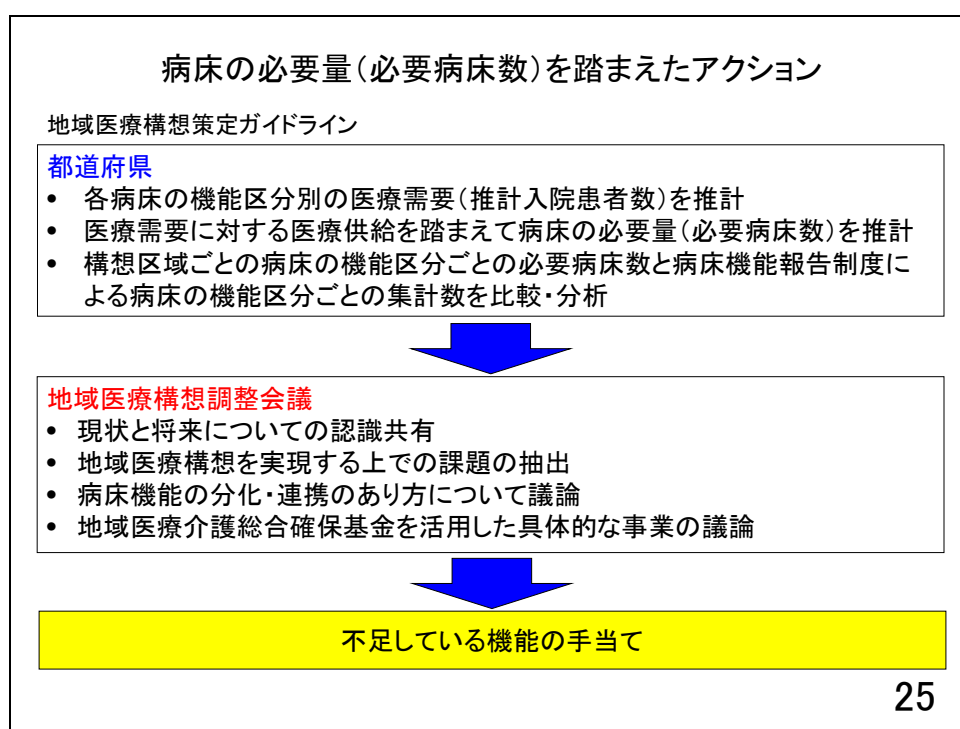 病床の必要量(必要病床数)を踏まえたアクション
地域医療構想策定ガイドライン
都道府県
• 各病床の機能区分別の医療需要(推計入院患者数)を推計
• 医療需要に対する医療供給を踏まえて病床の必要量(必要病床数)を推計
• 構想区域ごとの病床の機能区分ごとの必要病床数と病床機能報告制度に
よる病床の機能区分ごとの集計数を比較・分析
地域医療構想調整会議
• 現状と将来についての認識共有
• 地域医療構想を実現する上での課題の抽出
• 病床機能の分化・連携のあり方について議論
• 地域医療介護総合確保基金を活用した具体的な事業の議論
不足している機能の手当て
25